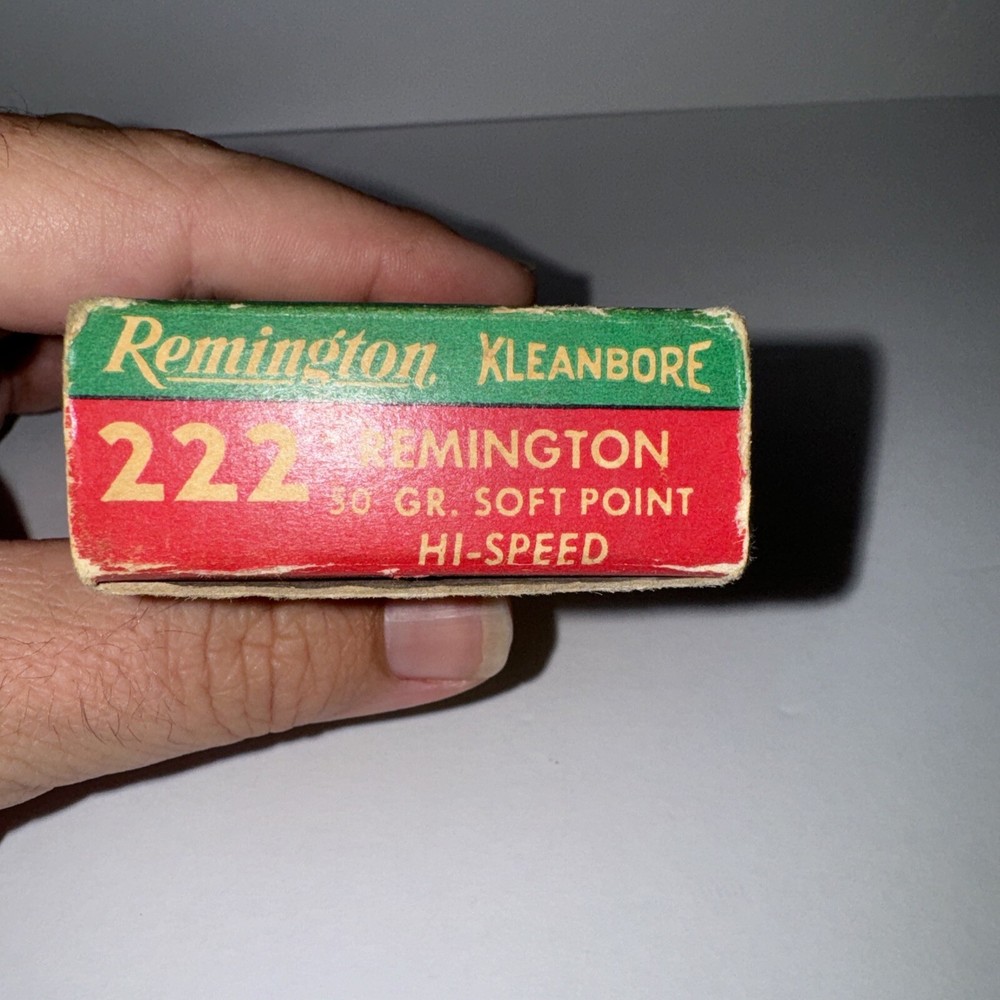 Remington, KLEANBORE
222 REMINGTON
50 GR. SOFT POINT
HI-SPEED